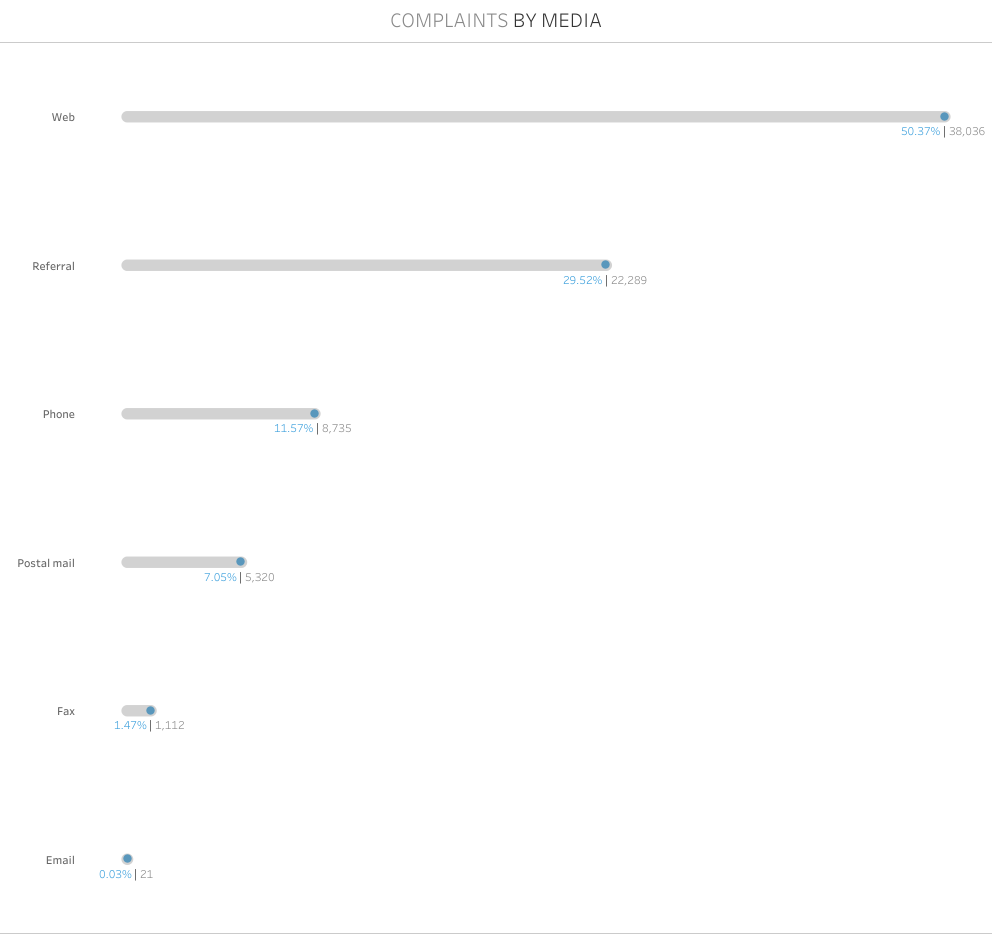 COMPLAINTS BY MEDIA
Web
50.37% | 38,036
Referral
29.52% | 22,289
Phone
11.57% | 8,735
Postal mail
7.05% | 5,320
Fax
1.47% | 1,112
Email
0.03% | 21